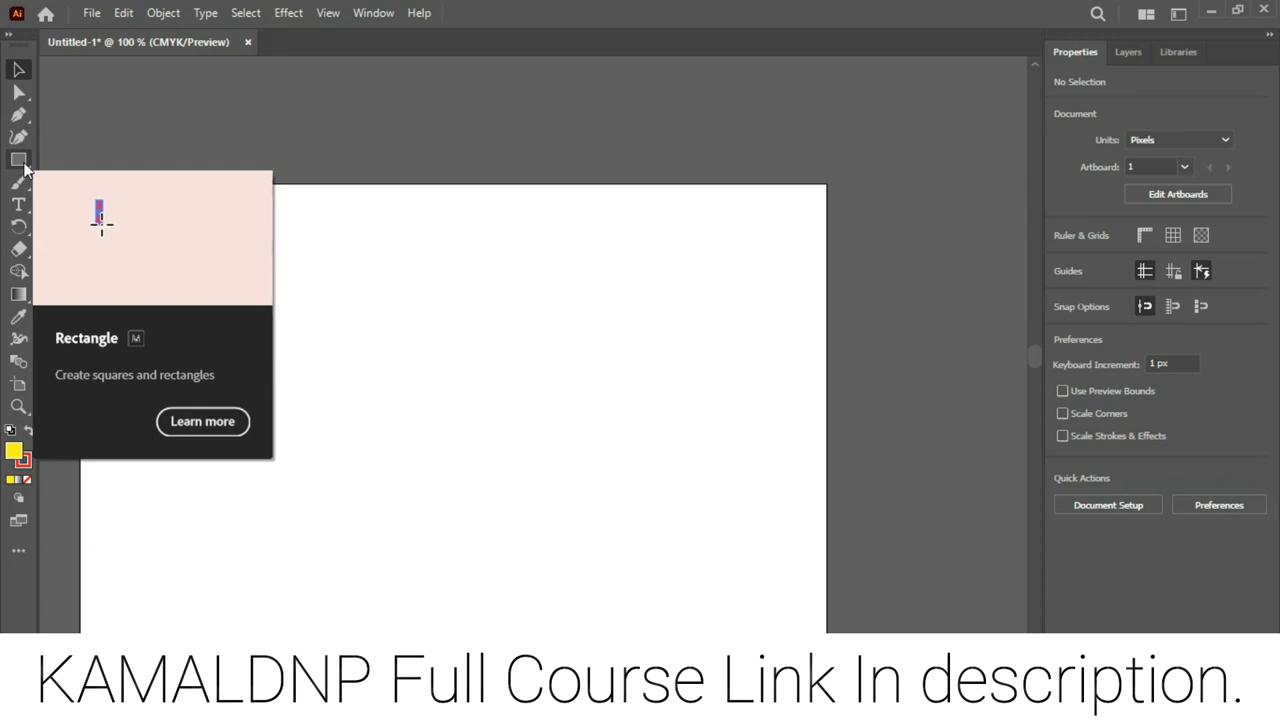 Ai File Edit Object Type Select Effect View Window Help
Untitled-1* @ 100 % (CMYK/Preview) ×
Properties Layers Libraries
No Selection
Document
Units: Pixels
Artboard: 1
Edit Artboards
Ruler & Grids
Guides
Snap Options
Preferences
Keyboard Increment: 1 px
Use Preview Bounds
Scale Corners
Scale Strokes & Effects
Quick Actions
Document Setup Preferences
Rectangle M
Create squares and rectangles
Learn more
KAMALDNP Full Course Link In description.